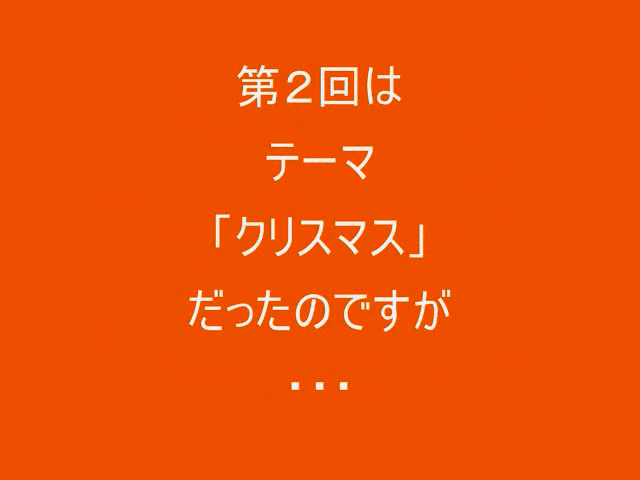 第２回は
テーマ
「クリスマス」
だったのですが
・・・